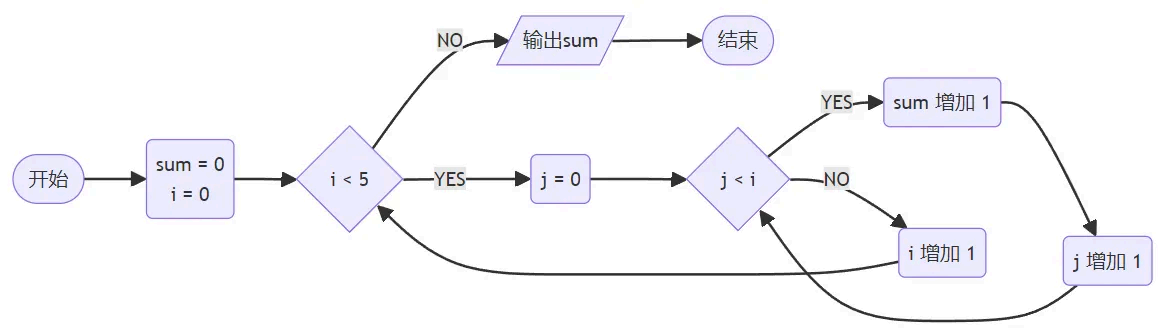 开始
sum = 0
i = 0
i < 5
NO
输出sum
结束
YES
j = 0
j < i
YES
sum 增加 1
NO
i 增加 1
j 增加 1